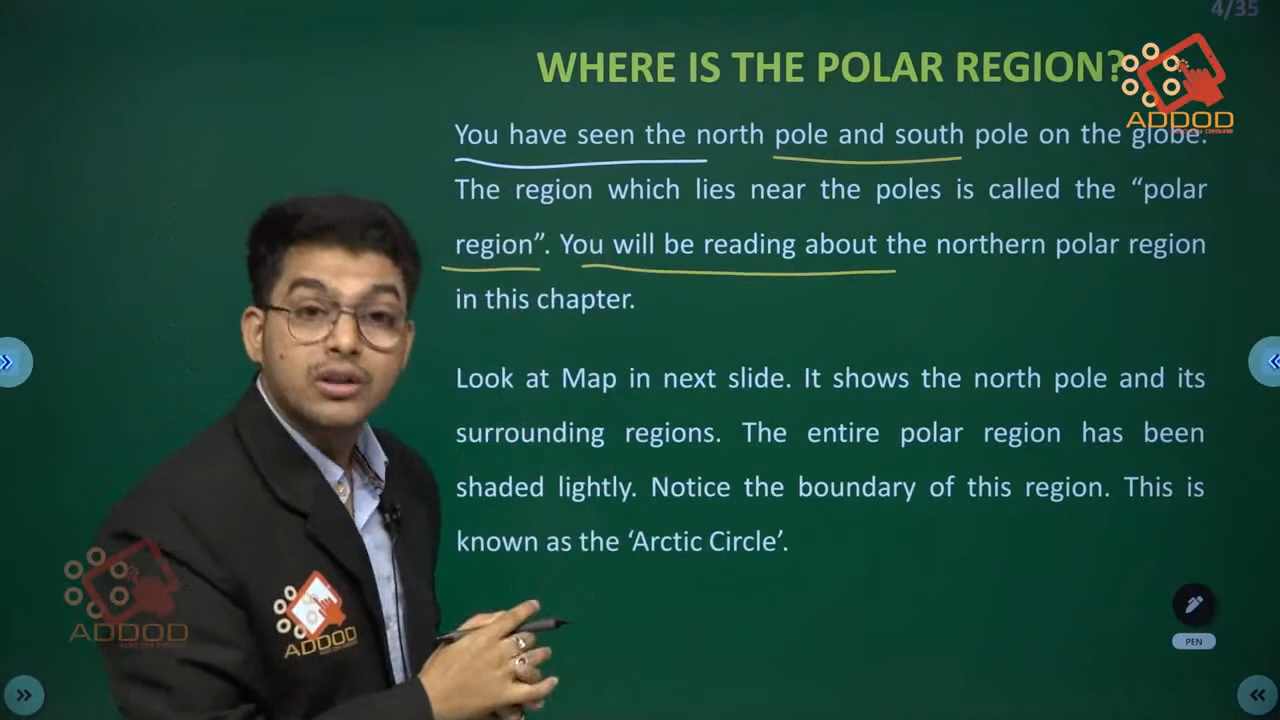 4/35
WHERE IS THE POLAR REGION?
ADDOD
You have seen the north pole and south pole on the globe.
The region which lies near the poles is called the “polar
region”. You will be reading about the northern polar region
in this chapter.
Look at Map in next slide. It shows the north pole and its
surrounding regions. The entire polar region has been
shaded lightly. Notice the boundary of this region. This is
known as the ‘Arctic Circle’.
ADDOD
ADDOD
PEN